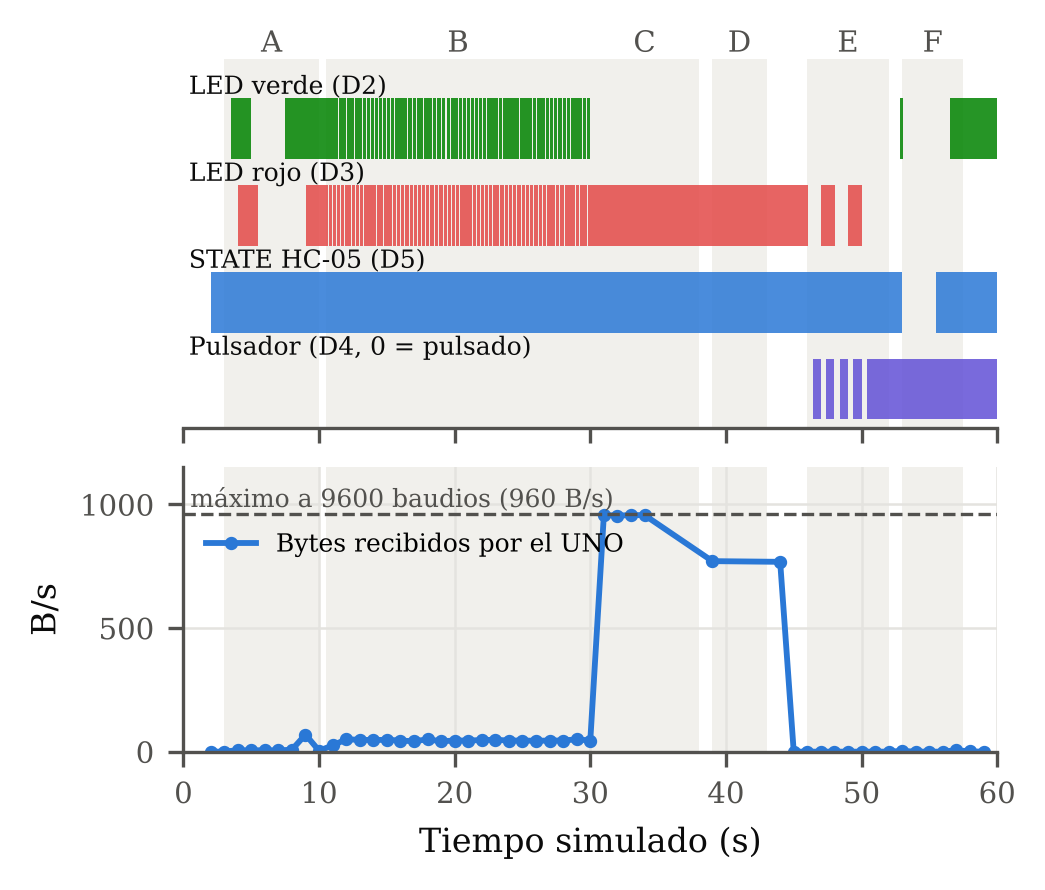 A B C D E F
LED verde (D2)
LED rojo (D3)
STATE HC-05 (D5)
Pulsador (D4, 0 = pulsado)
máximo a 9600 baudios (960 B/s)
Bytes recibidos por el UNO
B/s
1000
500
0
0 10 20 30 40 50 60
Tiempo simulado (s)